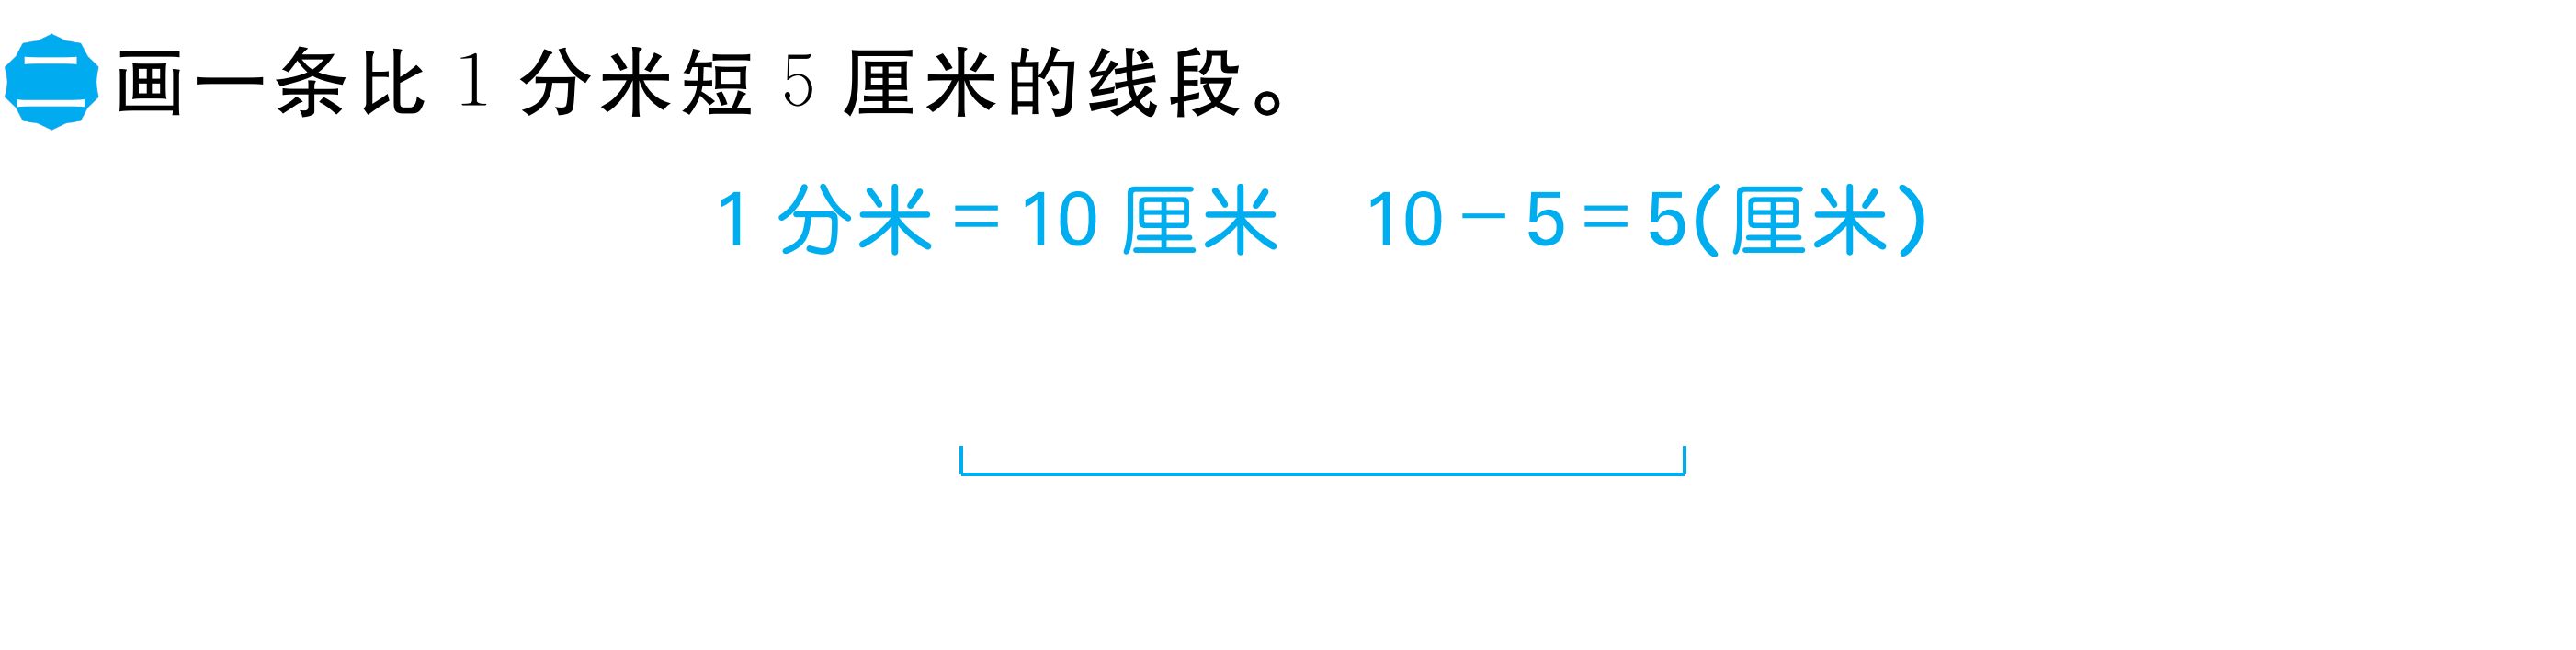 二 画一条比 1 分米短 5 厘米的线段。
1 分米=10 厘米 10-5=5(厘米)